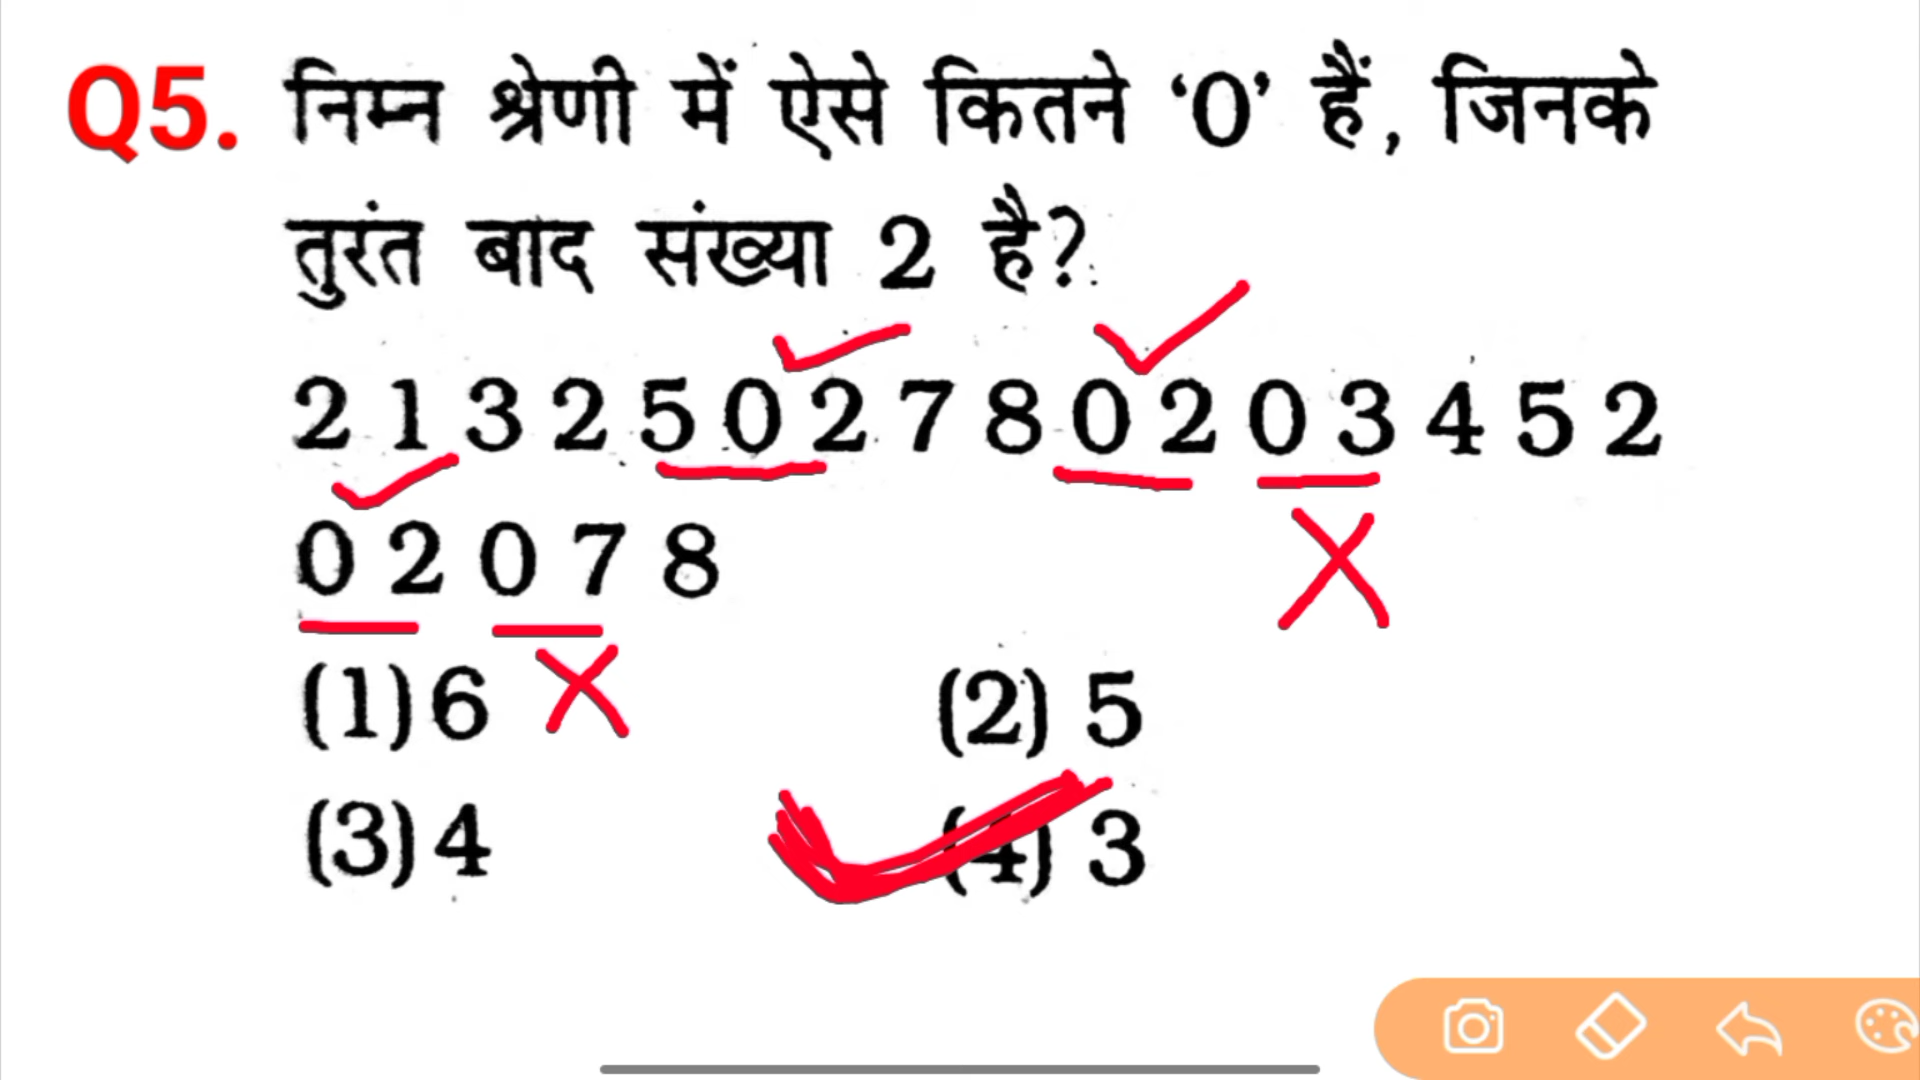 Q5. निम्न श्रेणी में ऐसे कितने ‘0’ हैं, जिनके
तुरंत बाद संख्या 2 है?
2 1 3 2 5 0 2 7 8 0 2 0 3 4 5 2
0 2 0 7 8
(1) 6 (2) 5
(3) 4 (4) 3